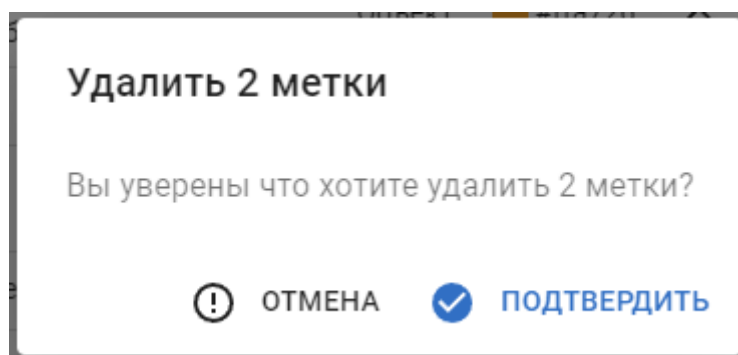 Удалить 2 метки
Вы уверены что хотите удалить 2 метки?
ОТМЕНА ПОДТВЕРДИТЬ